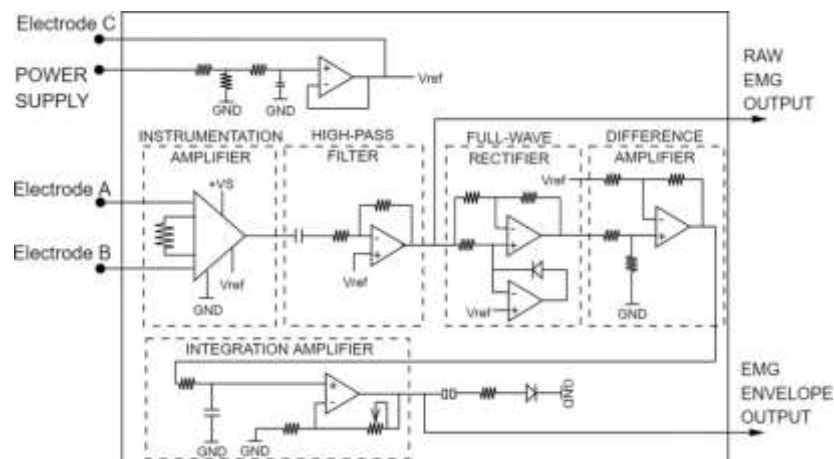 Electrode C
POWER
SUPPLY
GND
GND
Vref
RAW
EMG
OUTPUT
INSTRUMENTATION
AMPLIFIER
HIGH-PASS
FILTER
FULL-WAVE
RECTIFIER
DIFFERENCE
AMPLIFIER
Electrode A
+VS
Vref
Electrode B
Vref
GND
Vref
Vref
GND
INTEGRATION AMPLIFIER
GND
GND
GND
EMG
ENVELOPE
OUTPUT